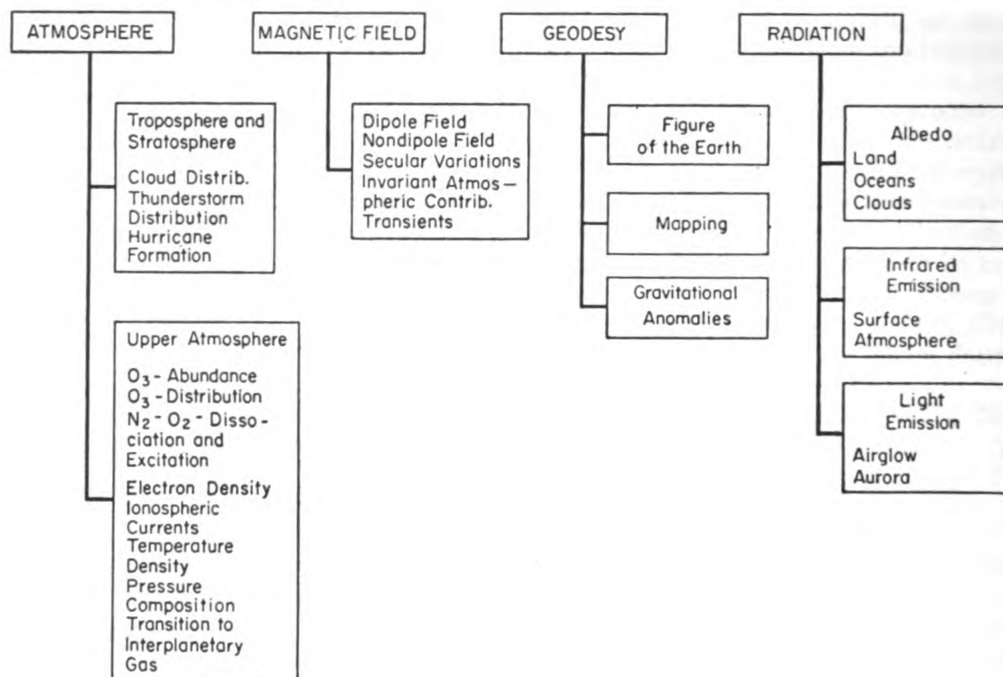 ATMOSPHERE
Troposphere and
Stratosphere
Cloud Distrib.
Thunderstorm
Distribution
Hurricane
Formation
Upper Atmosphere
O₃- Abundance
O₃- Distribution
N₂- O₂- Disso-
ciation and
Excitation
Electron Density
Ionospheric
Currents
Temperature
Density
Pressure
Composition
Transition to
Interplanetary
Gas
MAGNETIC FIELD
Dipole Field
Nondipole Field
Secular Variations
Invariant Atmos-
pheric Contrib.
Transients
GEODESY
Figure
of the Earth
Mapping
Gravitational
Anomalies
RADIATION
Albedo
Land
Oceans
Clouds
Infrared
Emission
Surface
Atmosphere
Light
Emission
Airglow
Aurora